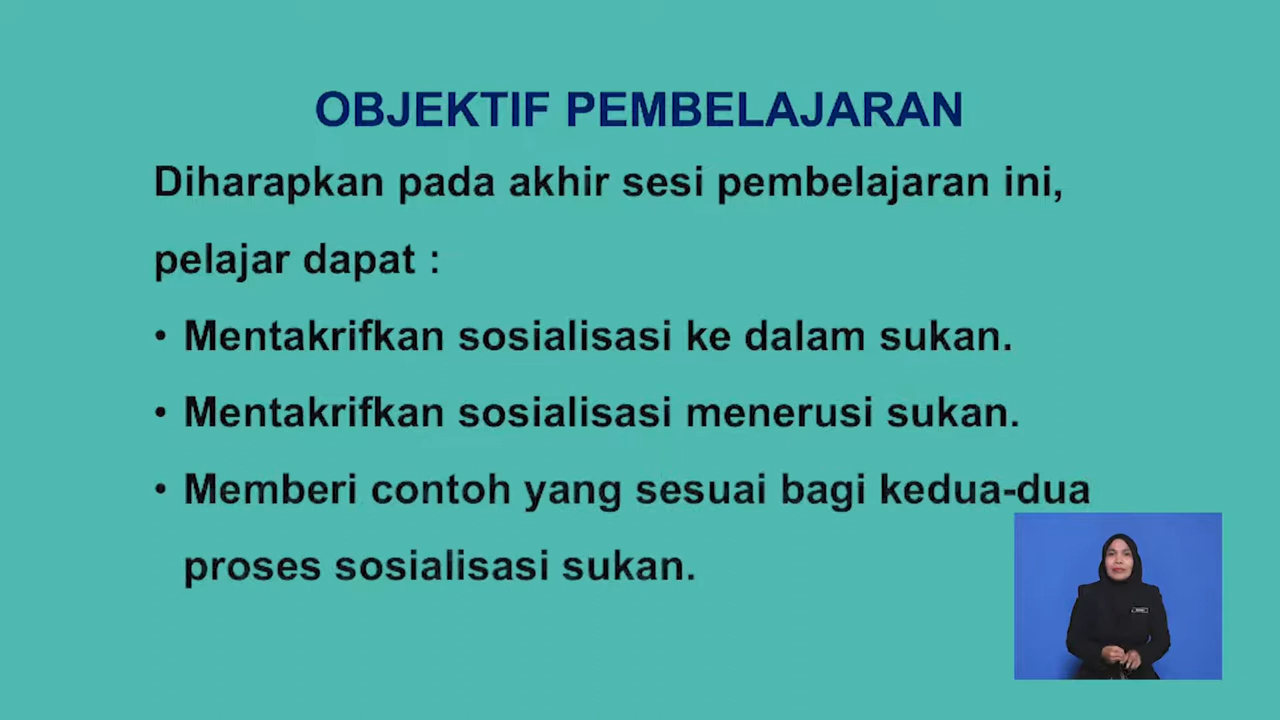 OBJEKTIF PEMBELAJARAN
Diharapkan pada akhir sesi pembelajaran ini,
pelajar dapat :
• Mentakrifkan sosialisasi ke dalam sukan.
• Mentakrifkan sosialisasi menerusi sukan.
• Memberi contoh yang sesuai bagi kedua-dua
proses sosialisasi sukan.